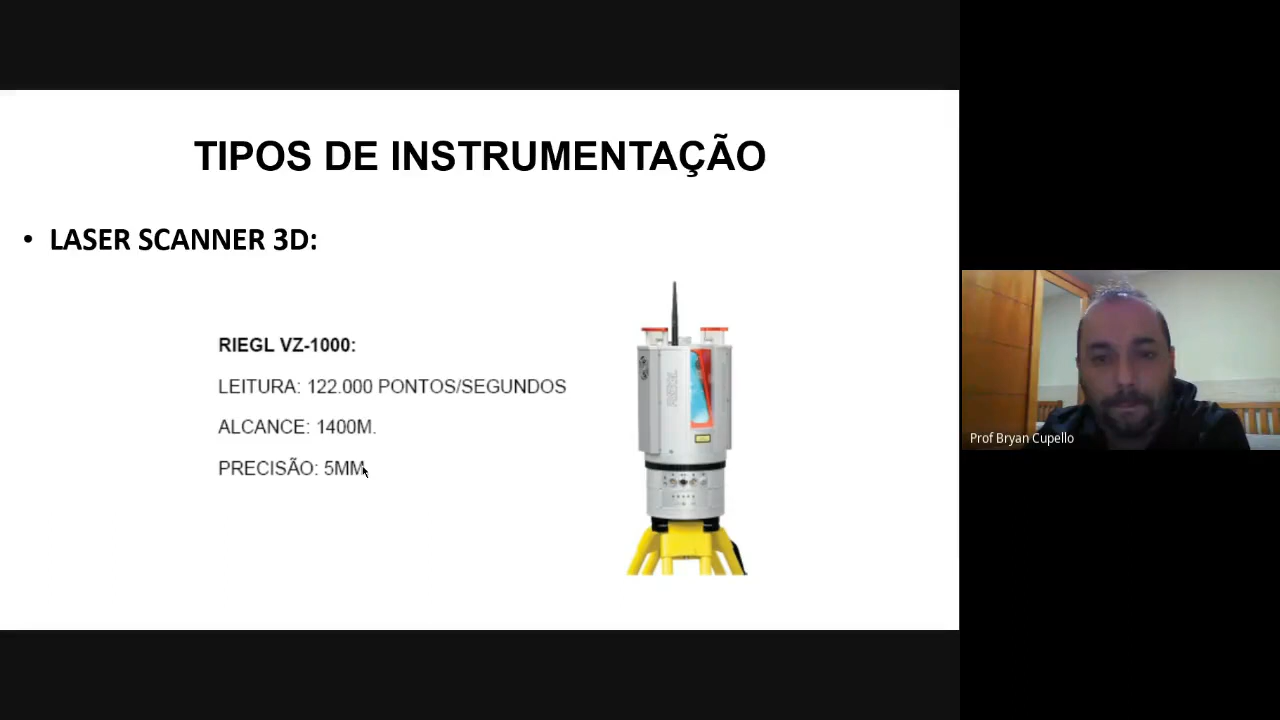 TIPOS DE INSTRUMENTAÇÃO
• LASER SCANNER 3D:
RIEGL VZ-1000:
LEITURA: 122.000 PONTOS/SEGUNDOS
ALCANCE: 1400M.
PRECISÃO: 5MM
RIEGL
Prof Bryan Cupello